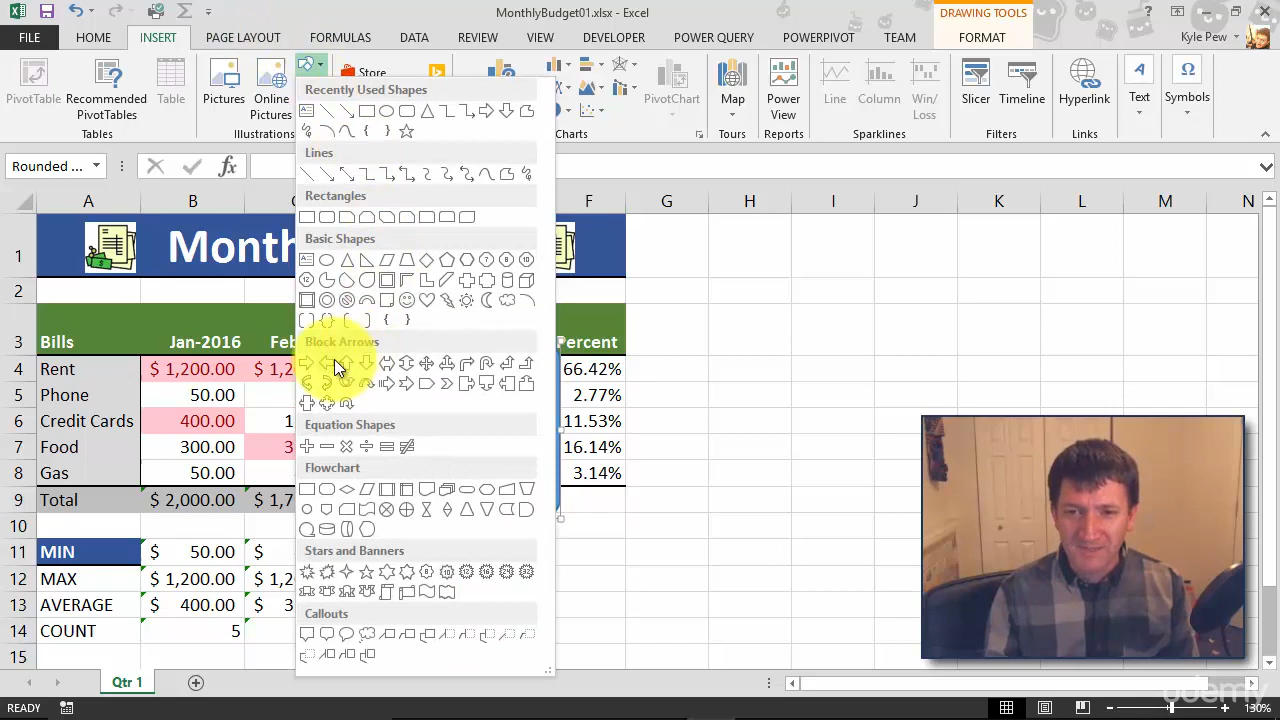 MonthlyBudget01.xlsx - Excel
DRAWING TOOLS
FILE HOME INSERT PAGE LAYOUT FORMULAS DATA REVIEW VIEW DEVELOPER POWER QUERY POWERPIVOT TEAM FORMAT Kyle Pew
Store
PivotTable Recommended PivotTables Table Pictures Online Pictures PivotChart Map Power View Line Column Win/Loss Slicer Timeline Hyperlink Text Symbols
Tables Illustrations Charts Tours Reports Sparklines Filters Links
Recently Used Shapes
Lines
Rectangles
Basic Shapes
Block Arrows
Equation Shapes
Flowchart
Stars and Banners
Callouts
Rounded ... fx
A B C F G H I J K L M N
1 Month
2
3 Bills Jan-2016 Feb Percent
4 Rent $ 1,200.00 $ 1,2 66.42%
5 Phone 50.00 2.77%
6 Credit Cards 400.00 1 11.53%
7 Food 300.00 3 16.14%
8 Gas 50.00 3.14%
9 Total $ 2,000.00 $ 1,7
10
11 MIN $ 50.00 $
12 MAX $ 1,200.00 $ 1,2
13 AVERAGE $ 400.00 $ 3
14 COUNT 5
15
Qtr 1
READY 130%
udemy